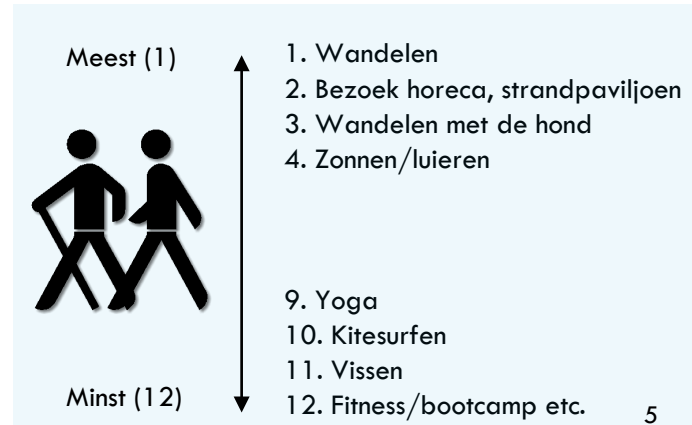 Meest (1)
1. Wandelen
2. Bezoek horeca, strandpaviljoen
3. Wandelen met de hond
4. Zonnen/luieren
9. Yoga
10. Kitesurfen
11. Vissen
Minst (12)
12. Fitness/bootcamp etc.
5